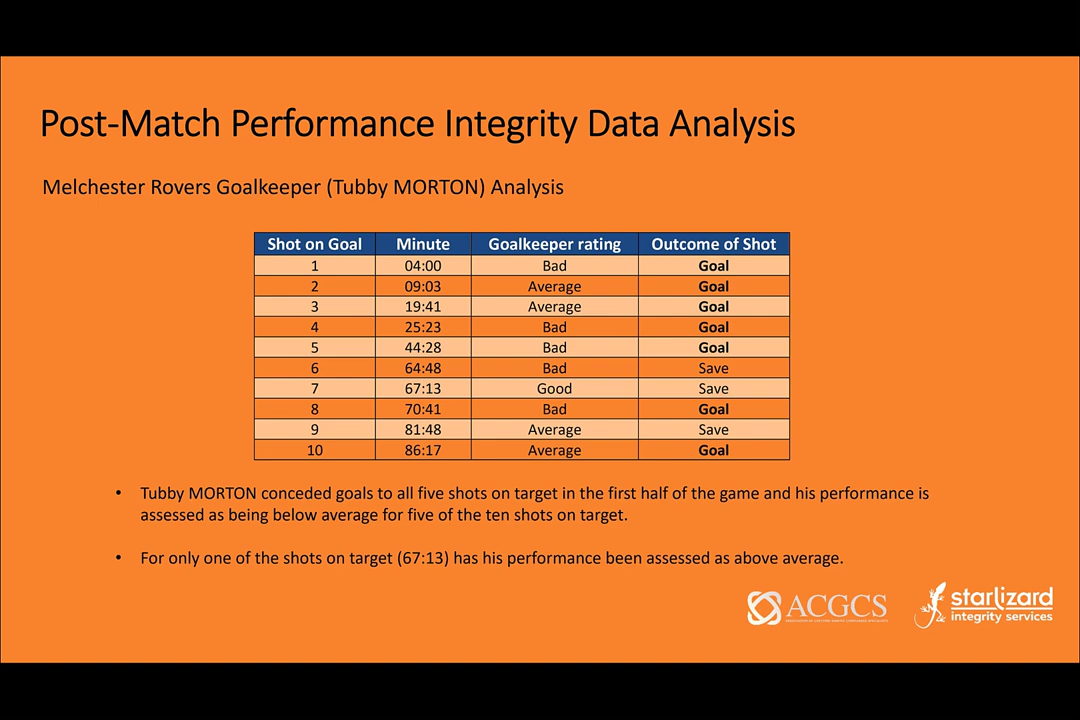 Post-Match Performance Integrity Data Analysis
Melchester Rovers Goalkeeper (Tubby MORTON) Analysis
Shot on Goal Minute Goalkeeper rating Outcome of Shot
1 04:00 Bad Goal
2 09:03 Average Goal
3 19:41 Average Goal
4 25:23 Bad Goal
5 44:28 Bad Goal
6 64:48 Bad Save
7 67:13 Good Save
8 70:41 Bad Goal
9 81:48 Average Save
10 86:17 Average Goal
• Tubby MORTON conceded goals to all five shots on target in the first half of the game and his performance is
assessed as being below average for five of the ten shots on target.
• For only one of the shots on target (67:13) has his performance been assessed as above average.
ACGCS
starlizard
integrity services